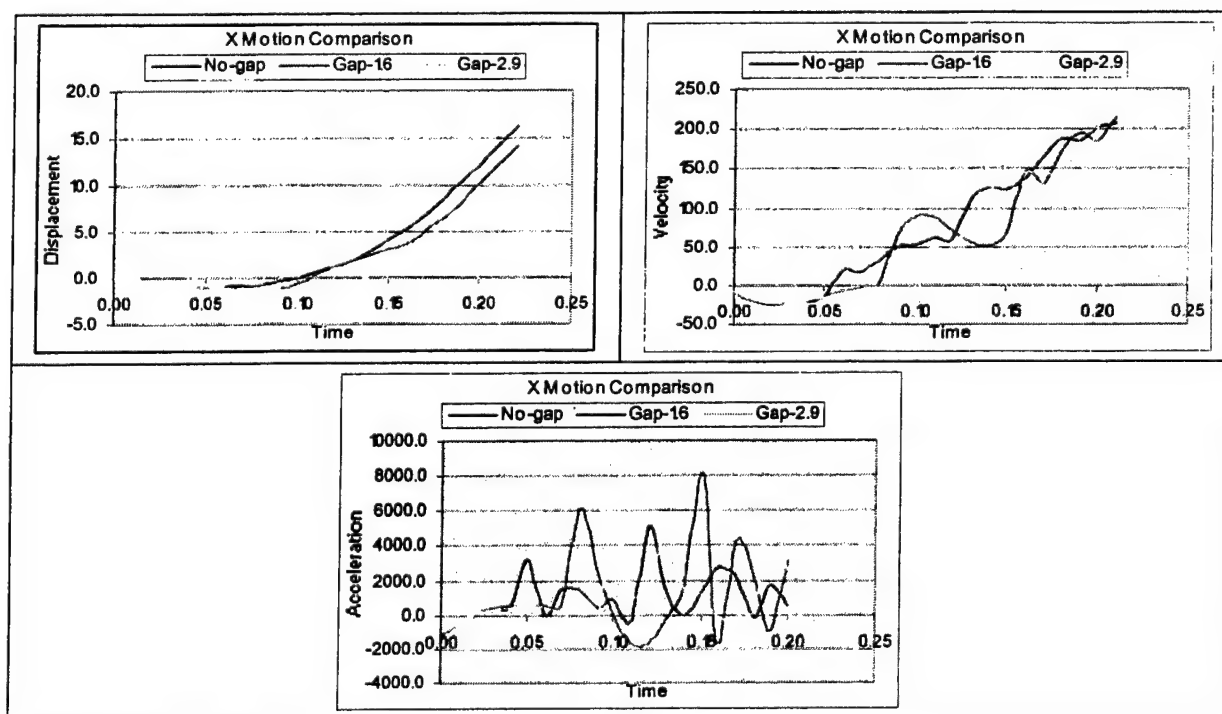 X Motion Comparison
No-gap Gap-16 Gap-2.9
20.0
15.0
10.0
5.0
0.0
-5.0
0.00 0.05 0.10 0.15 0.20 0.25
Displacement
Time
X Motion Comparison
No-gap Gap-16 Gap-2.9
250.0
200.0
150.0
100.0
50.0
0.0
-50.0
0.00 0.05 0.10 0.15 0.20 0.25
Velocity
Time
X Motion Comparison
No-gap Gap-16 Gap-2.9
10000.0
8000.0
6000.0
4000.0
2000.0
0.0
-2000.0
-4000.0
0.00 0.05 0.10 0.15 0.20 0.25
Acceleration
Time